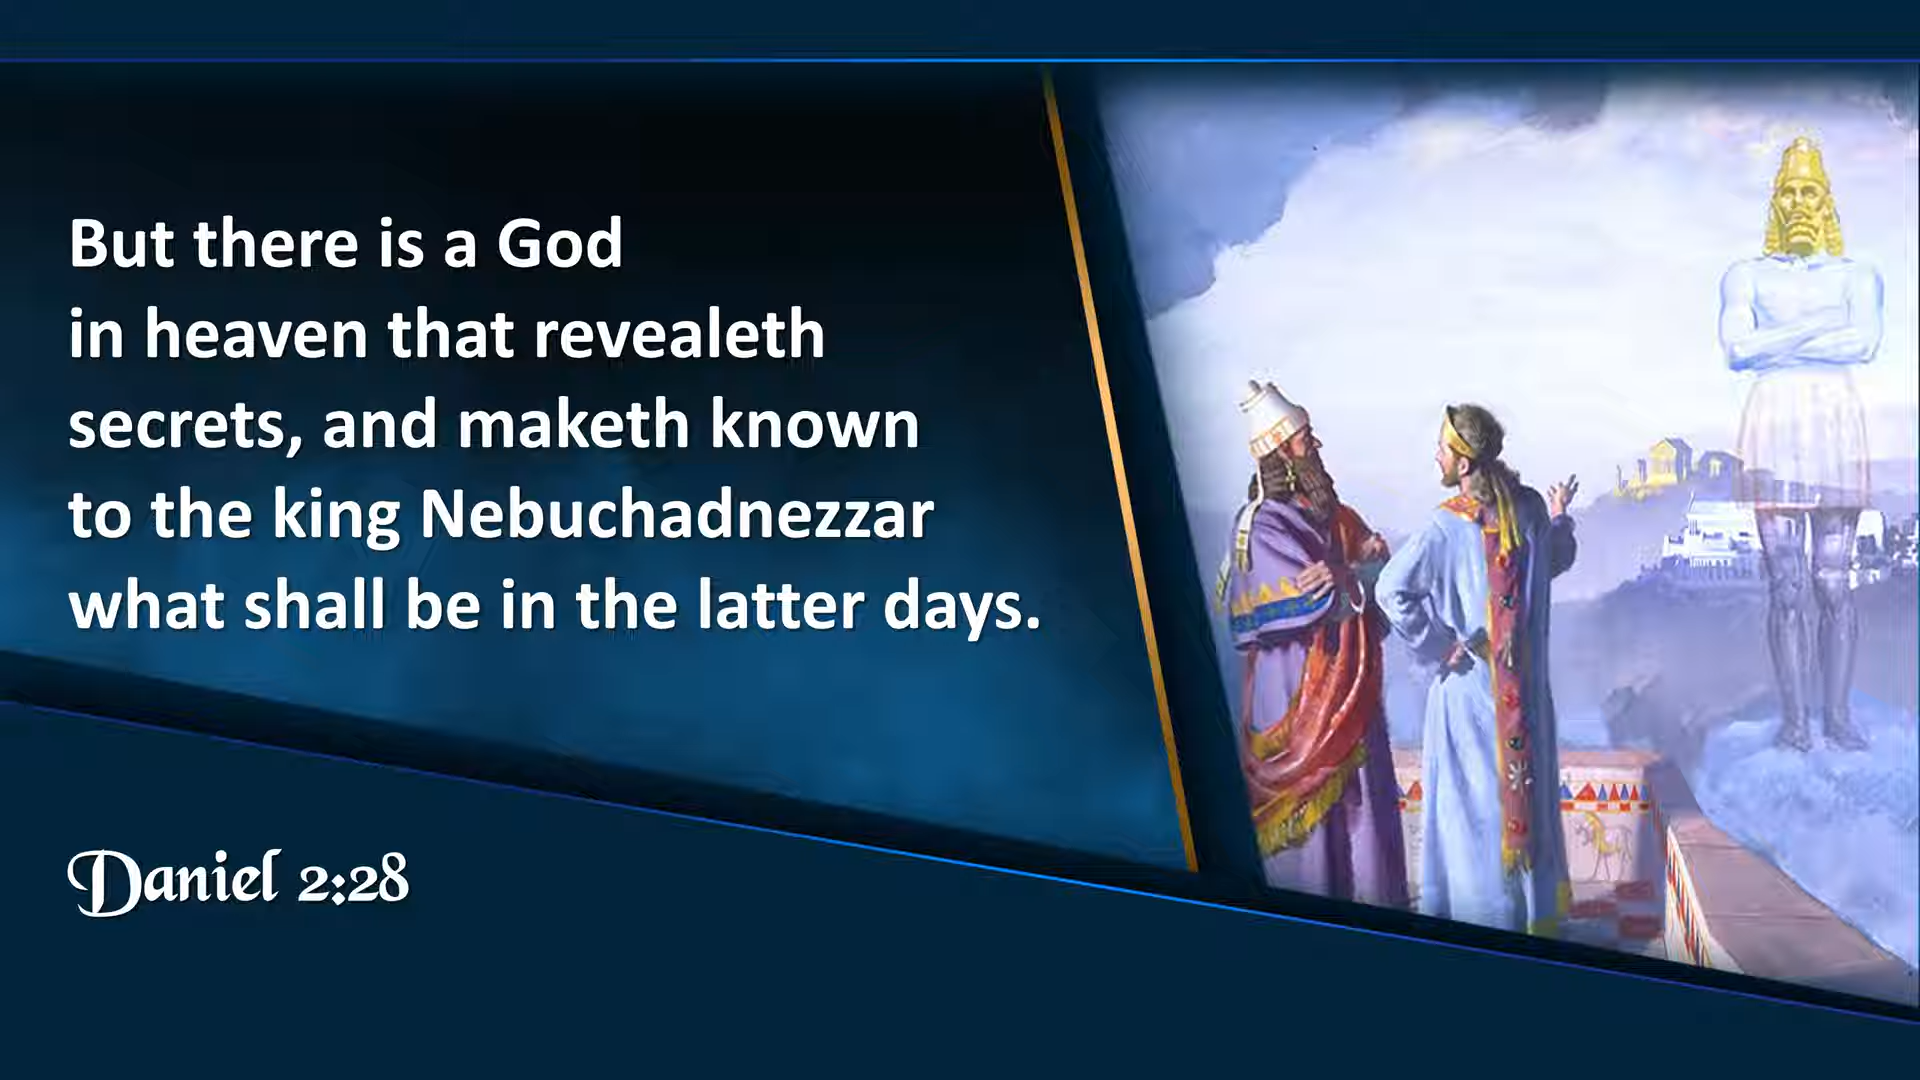 But there is a God
in heaven that revealeth
secrets, and maketh known
to the king Nebuchadnezzar
what shall be in the latter days.
Daniel 2:28